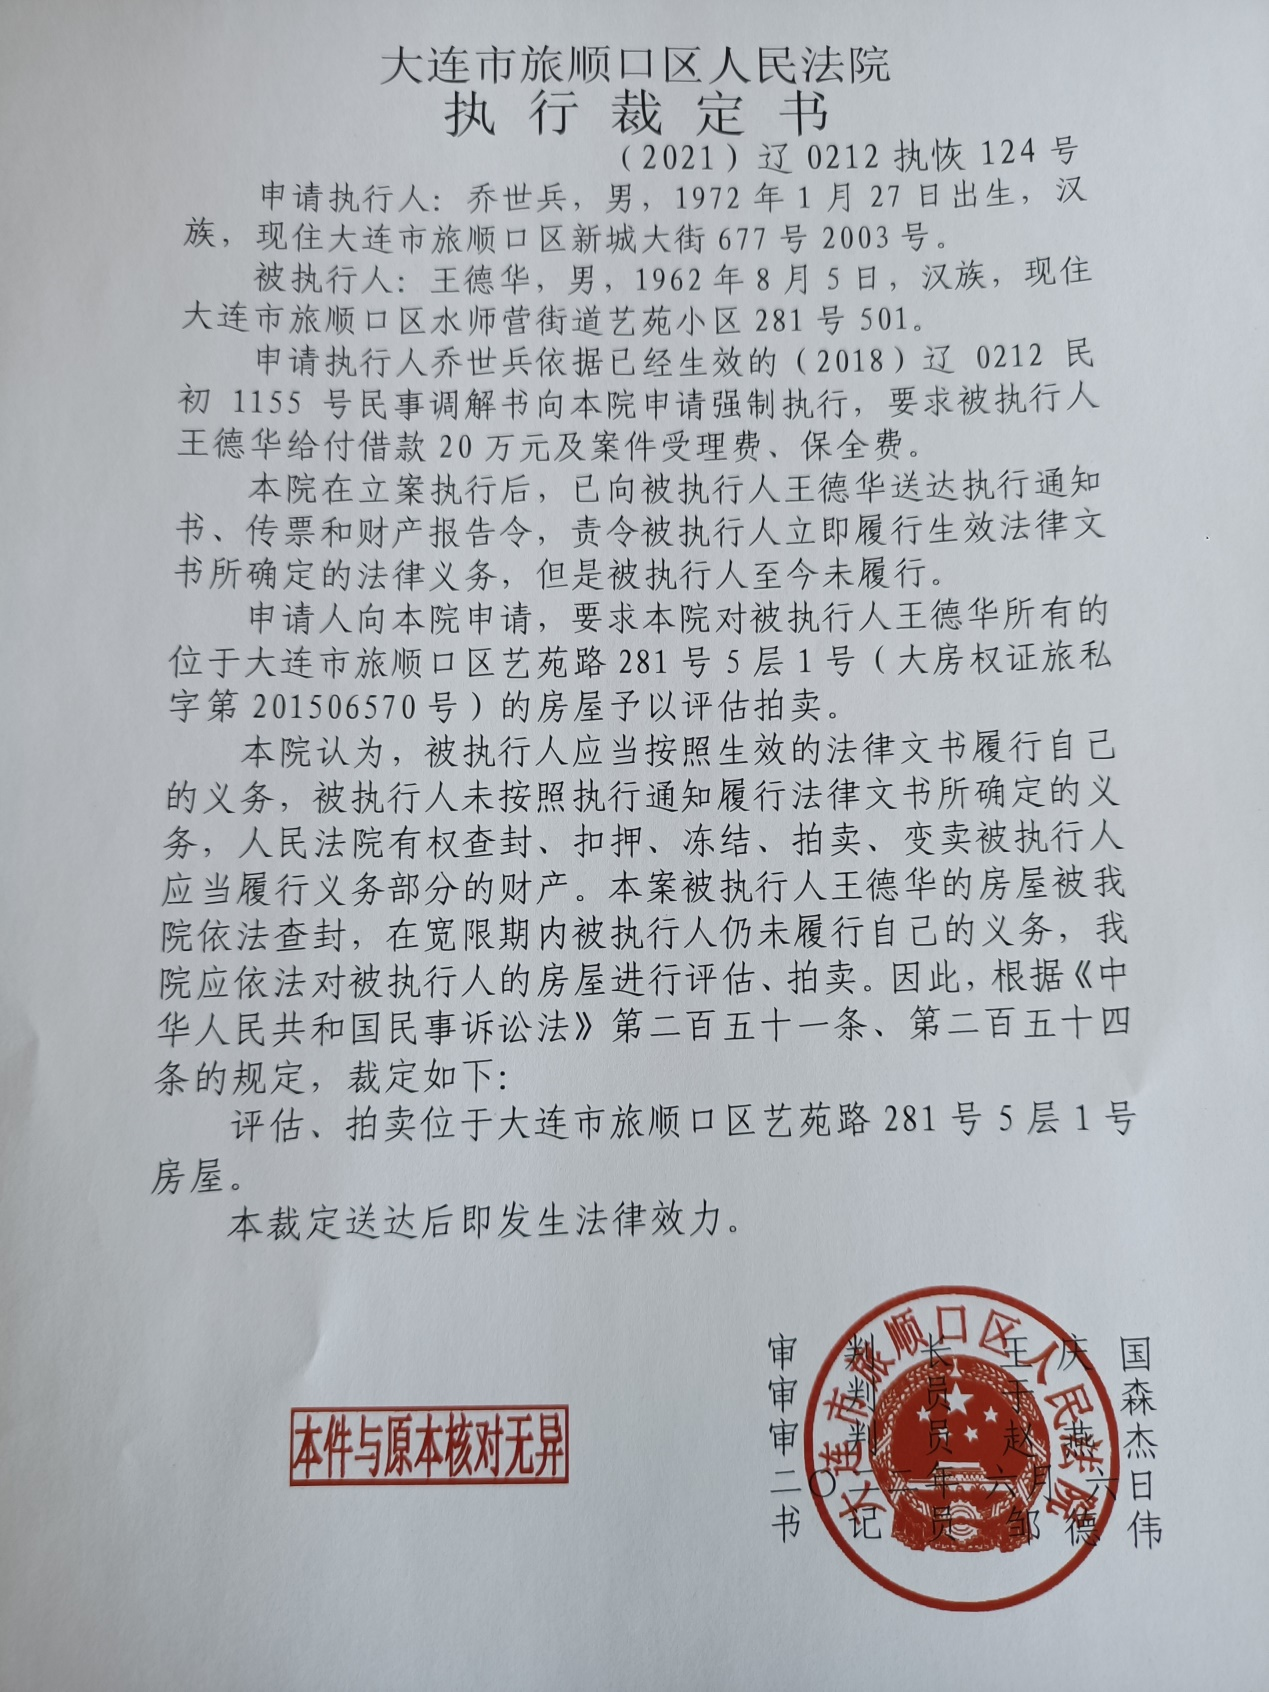 大连市旅顺口区人民法院
执行裁定书
（2021）辽0212执恢124号
申请执行人：乔世兵，男，1972年1月27日出生，汉
族，现住大连市旅顺口区新城大街677号2003号。
被执行人：王德华，男，1962年8月5日，汉族，现住
大连市旅顺口区水师营街道艺苑小区281号501。
申请执行人乔世兵依据已经生效的（2018）辽0212民
初1155号民事调解书向本院申请强制执行，要求被执行人
王德华给付借款20万元及案件受理费、保全费。
本院在立案执行后，已向被执行人王德华送达执行通知
书、传票和财产报告令，责令被执行人立即履行生效法律文
书所确定的法律义务，但是被执行人至今未履行。
申请人向本院申请，要求本院对被执行人王德华所有的
位于大连市旅顺口区艺苑路281号5层1号（大房权证旅私
字第201506570号）的房屋予以评估拍卖。
本院认为，被执行人应当按照生效的法律文书履行自己
的义务，被执行人未按照执行通知履行法律文书所确定的义
务，人民法院有权查封、扣押、冻结、拍卖、变卖被执行人
应当履行义务部分的财产。本案被执行人王德华的房屋被我
院依法查封，在宽限期内被执行人仍未履行自己的义务，我
院应依法对被执行人的房屋进行评估、拍卖。因此，根据《中
华人民共和国民事诉讼法》第二百五十一条、第二百五十四
条的规定，裁定如下：
评估、拍卖位于大连市旅顺口区艺苑路281号5层1号
房屋。
本裁定送达后即发生法律效力。
审判长王庆国
审判员于森
审判员赵燕杰
二〇二二年六月六日
书记员邹德伟
本件与原本核对无异
大连市旅顺口区人民法院